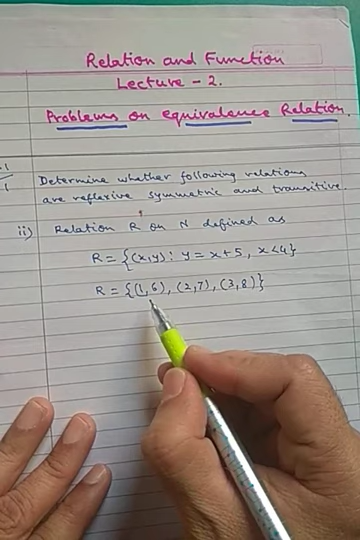 Relation and Function
Lecture - 2.
Problems on equivalence Relation.
Determine whether following relations
are reflexive symmetric and transitive.
ii) Relation R on N defined as
R = {(x,y) : y = x + 5, x < 4}
R = {(1,6), (2,7), (3,8)}